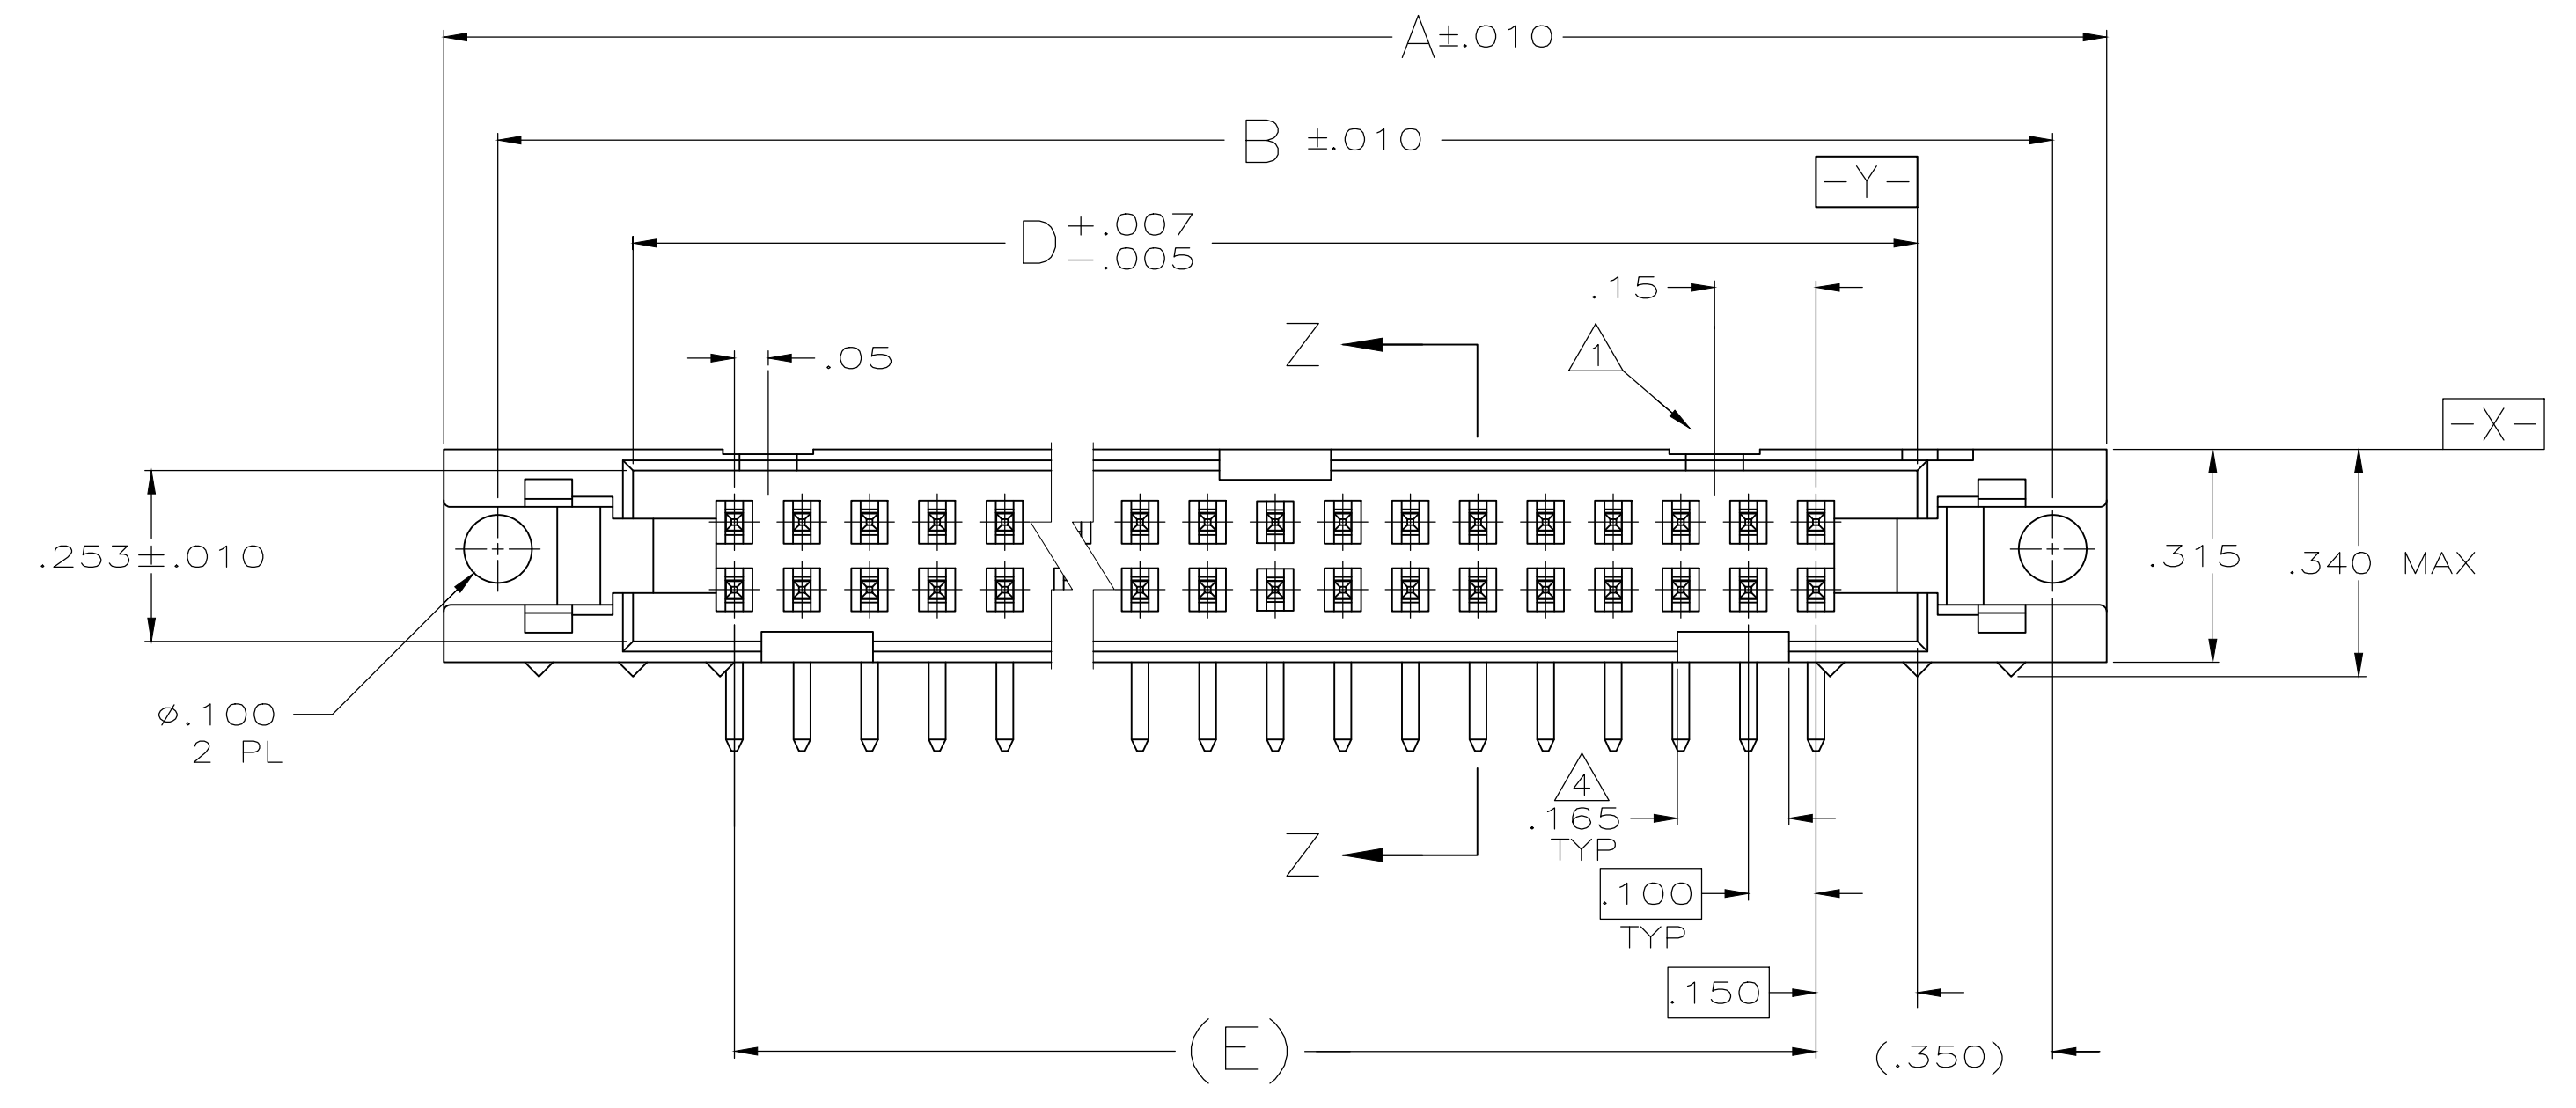 A±.010
B ±.010
-Y-
D +.007
-.005
.15
Z
1
.05
-X-
.253±.010
.315
.340 MAX
ø.100
2 PL
4
.165
TYP
Z
.100
TYP
.150
(E)
(.350)